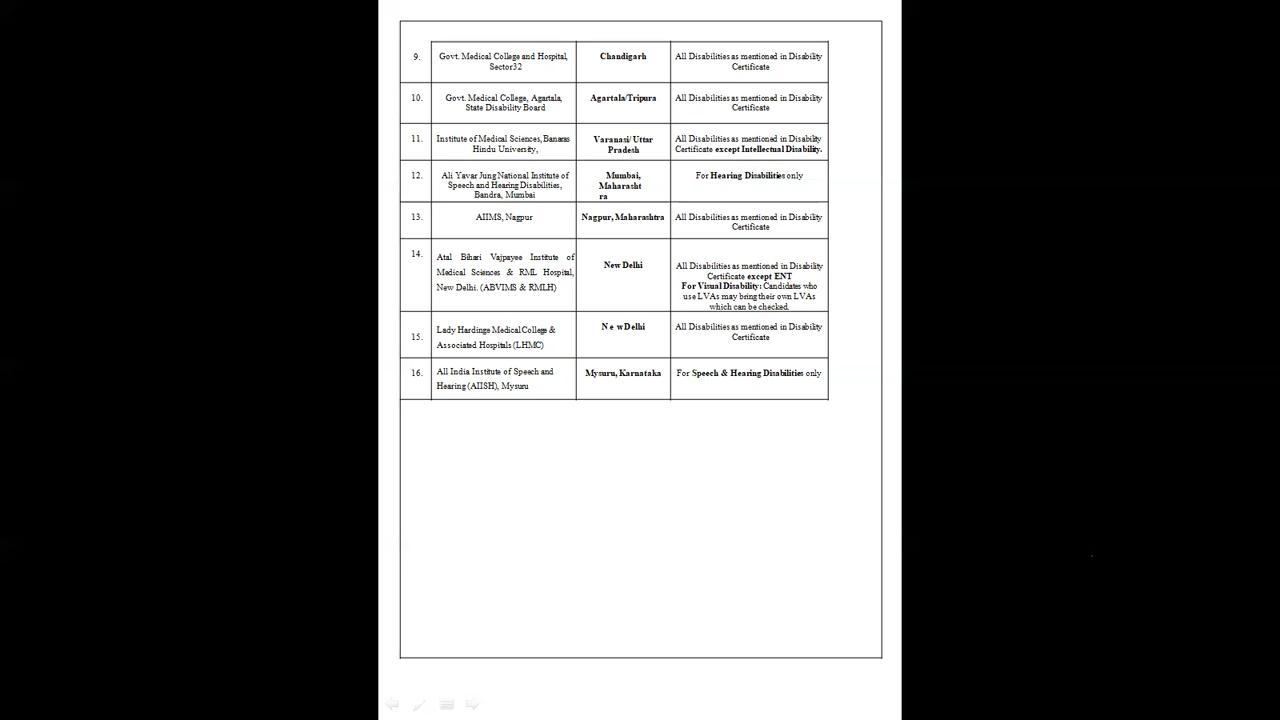 9.
Govt. Medical College and Hospital,
Sector32
Chandigarh
All Disabilities as mentioned in Disability
Certificate
10.
Govt. Medical College, Agartala,
State Disability Board
Agartala/Tripura
All Disabilities as mentioned in Disability
Certificate
11.
Institute of Medical Sciences, Banaras
Hindu University,
Varanasi/ Uttar
Pradesh
All Disabilities as mentioned in Disability
Certificate except Intellectual Disability.
12.
Ali Yavar Jung National Institute of
Speech and Hearing Disabilities,
Bandra, Mumbai
Mumbai,
Maharasht
ra
For Hearing Disabilities only
13.
AIIMS, Nagpur
Nagpur, Maharashtra
All Disabilities as mentioned in Disability
Certificate
14.
Atal Bihari Vajpayee Institute of
Medical Sciences & RML Hospital,
New Delhi. (ABVIMS & RMLH)
New Delhi
All Disabilities as mentioned in Disability
Certificate except ENT
For Visual Disability: Candidates who
use LVAs may bring their own LVAs
which can be checked.
15.
Lady Hardinge Medical College &
Associated Hospitals (LHMC)
N e w Delhi
All Disabilities as mentioned in Disability
Certificate
16.
All India Institute of Speech and
Hearing (AIISH), Mysuru
Mysuru, Karnataka
For Speech & Hearing Disabilities only